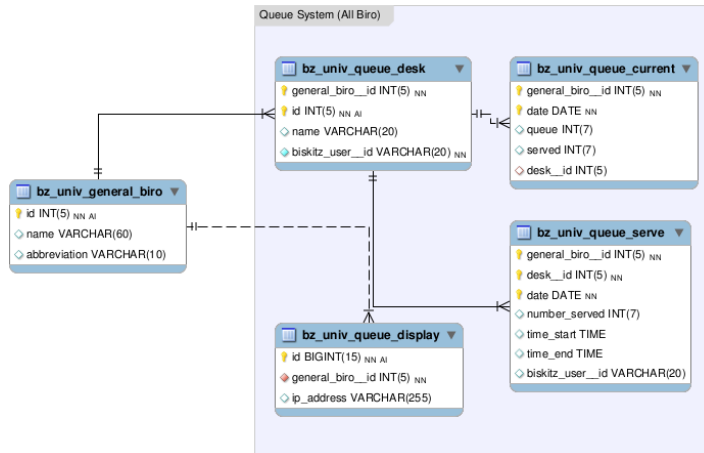 Queue System (All Biro)
bz_univ_queue_desk
general_biro__id INT(5) NN
id INT(5) NN AI
name VARCHAR(20)
biskitz_user__id VARCHAR(20) NN
bz_univ_queue_current
general_biro__id INT(5) NN
date DATE NN
queue INT(7)
served INT(7)
desk__id INT(5)
bz_univ_general_biro
id INT(5) NN AI
name VARCHAR(60)
abbreviation VARCHAR(10)
bz_univ_queue_serve
general_biro__id INT(5) NN
desk__id INT(5) NN
date DATE NN
number_served INT(7)
time_start TIME
time_end TIME
biskitz_user__id VARCHAR(20)
bz_univ_queue_display
id BIGINT(15) NN AI
general_biro__id INT(5) NN
ip_address VARCHAR(255)